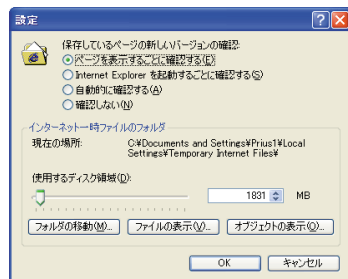 設定
保存しているページの新しいバージョンの確認:
ページを表示するごとに確認する(E)
Internet Explorer を起動するごとに確認する(S)
自動的に確認する(A)
確認しない(N)
インターネット一時ファイルのフォルダ
現在の場所: C:¥Documents and Settings¥Prius1¥Local
Settings¥Temporary Internet Files¥
使用するディスク領域(D):
1831 MB
フォルダの移動(M)... ファイルの表示(V)... オブジェクトの表示(O)...
OK キャンセル